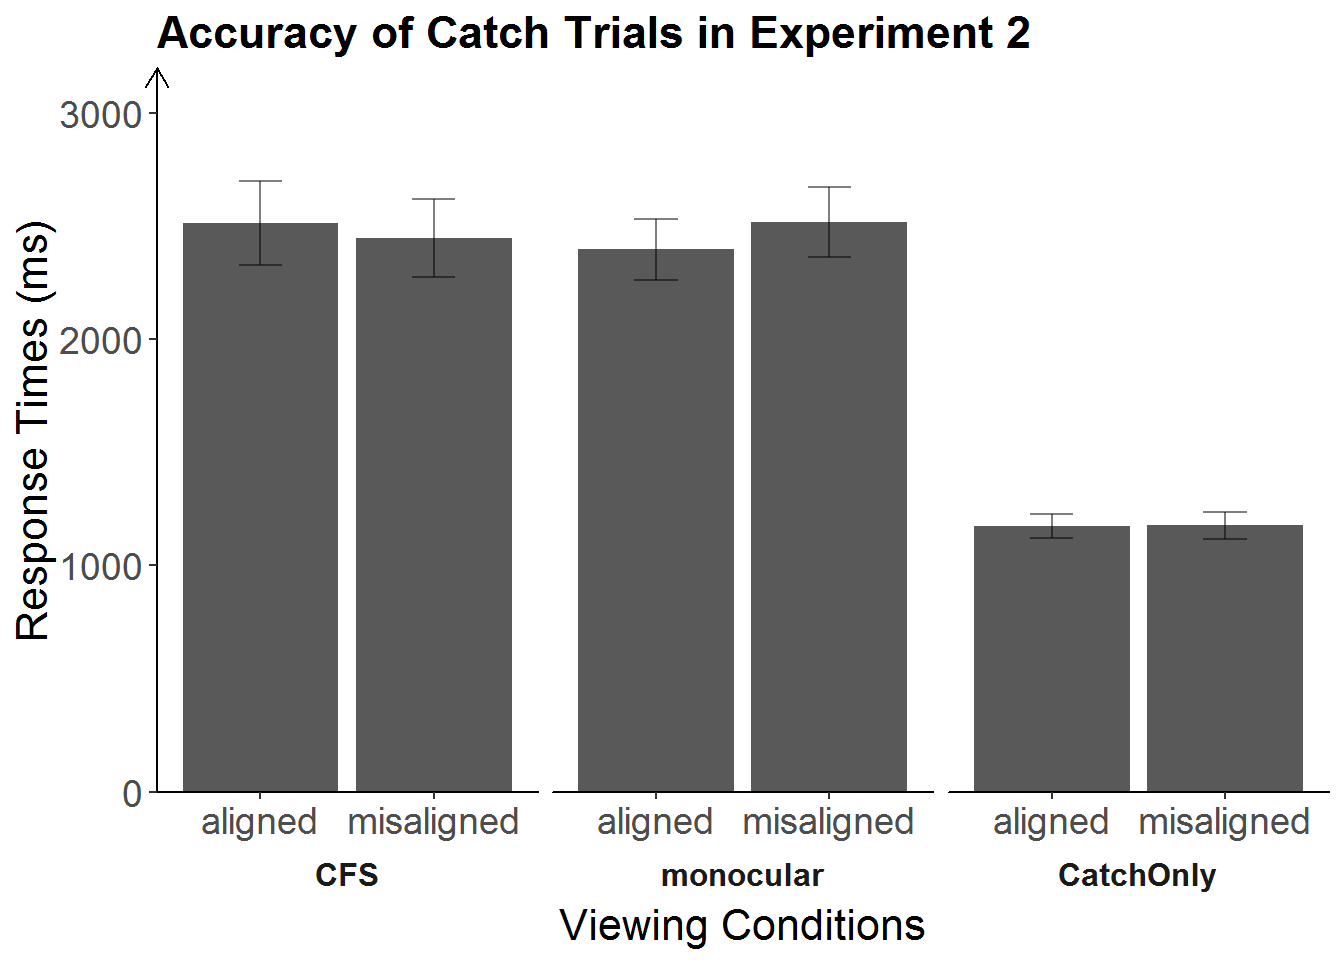 Accuracy of Catch Trials in Experiment 2
Response Times (ms)
3000
2000
1000
0
aligned misaligned aligned misaligned aligned misaligned
CFS monocular CatchOnly
Viewing Conditions